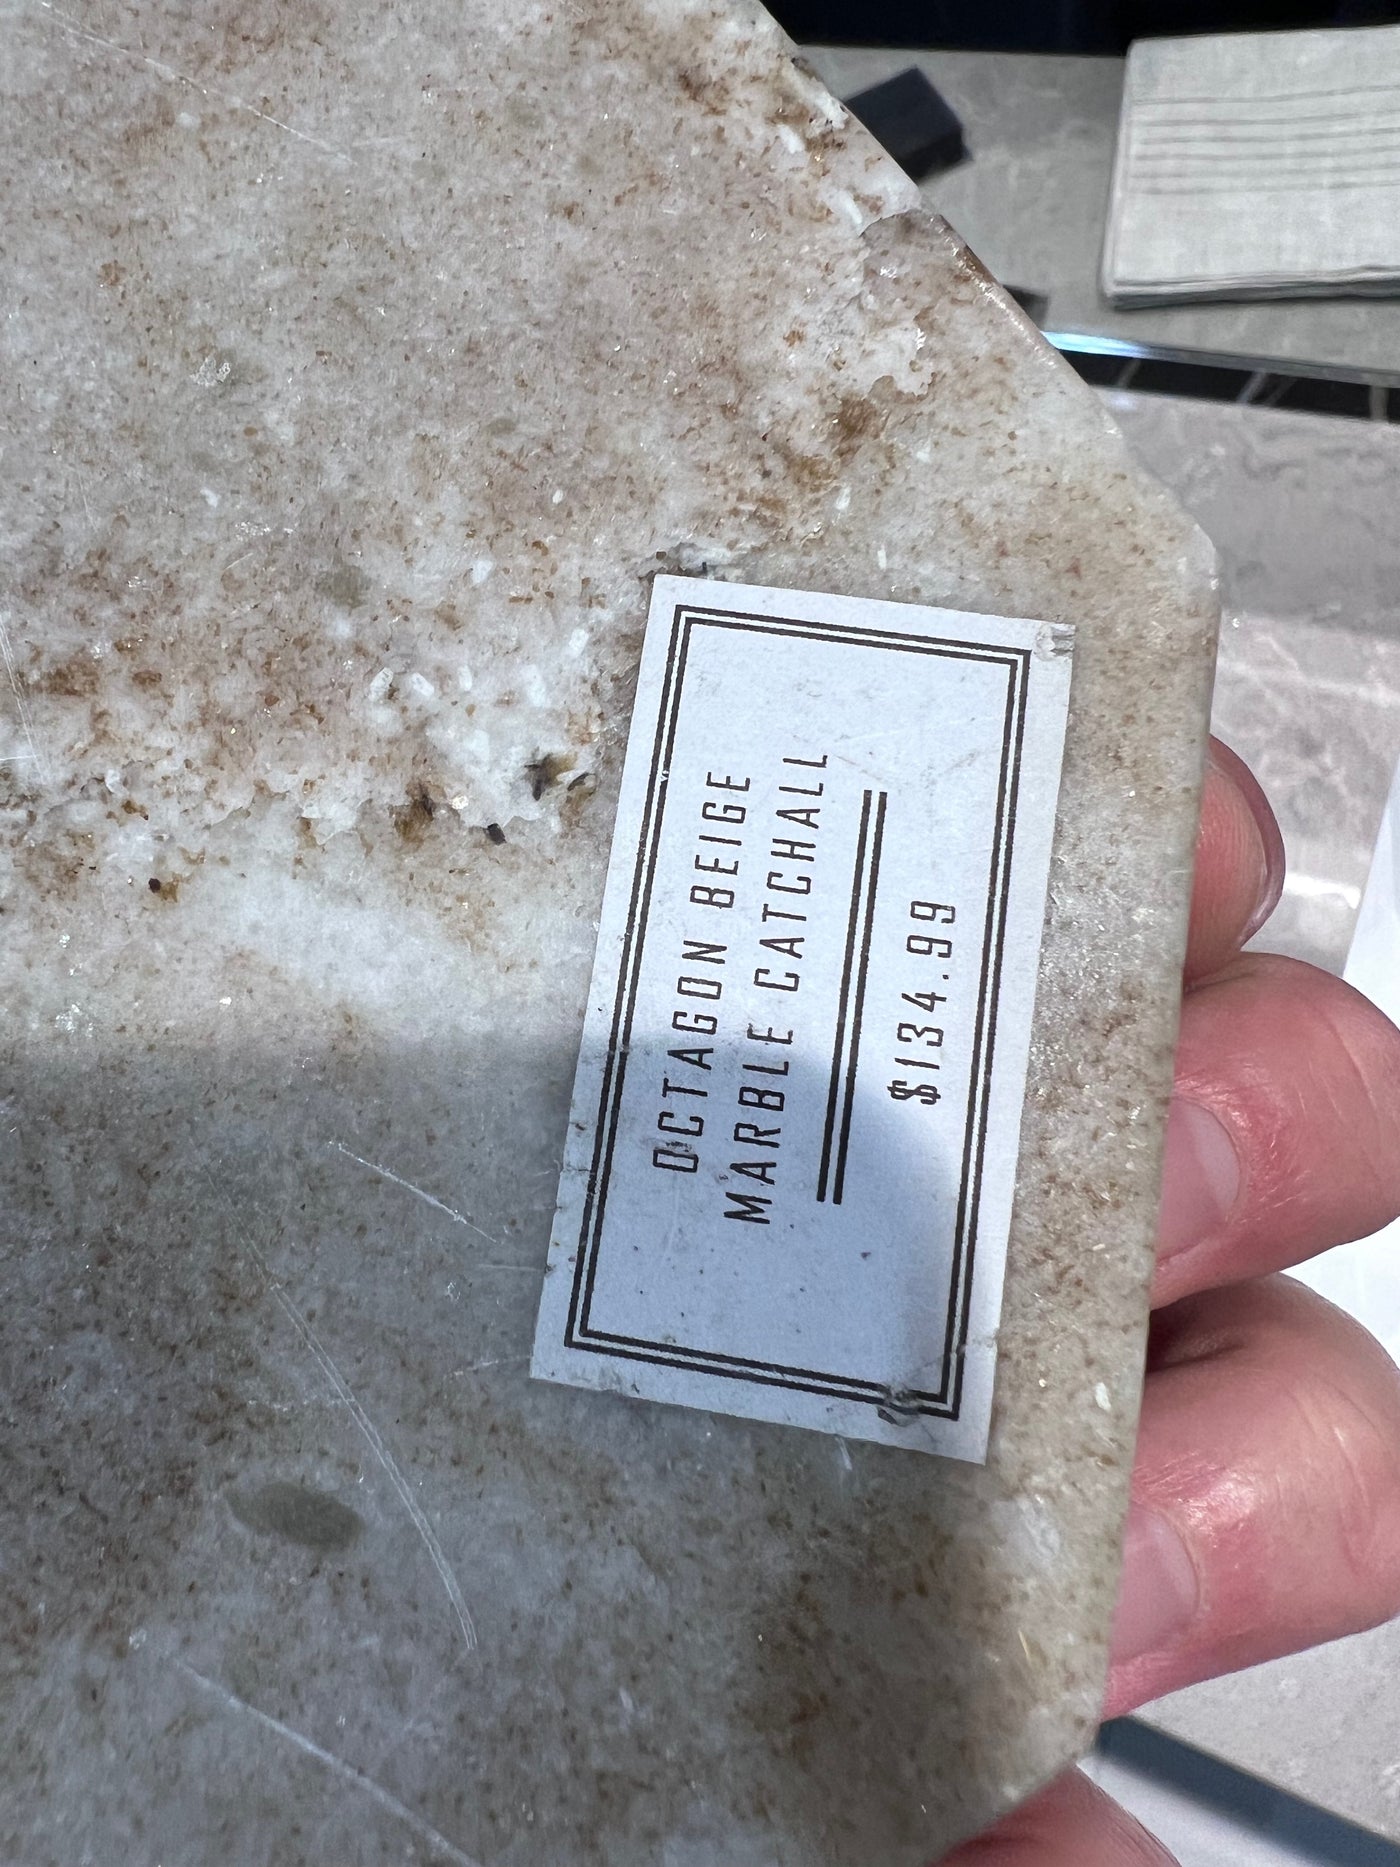 OCTAGON BEIGE
MARBLE CATCHALL
$134.99